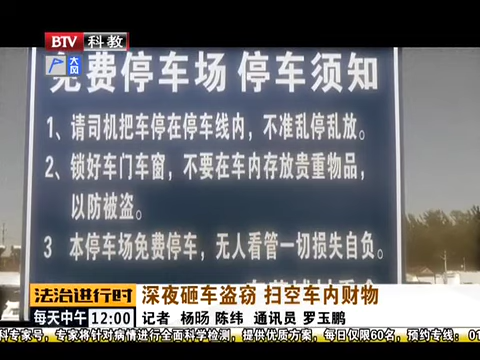 BTV 科教
大风
免费停车场 停车须知
1、请司机把车停在停车线内，不准乱停乱放。
2、锁好车门车窗，不要在车内存放贵重物品，
以防被盗。
3 本停车场免费停车，无人看管一切损失自负。
法治进行时
深夜砸车盗窃 扫空车内财物
每天中午 12:00
记者 杨旸 陈纬 通讯员 罗玉鹏
科专家号，专家将针对病情进行全面科学检测，提供优质方案，每日仅限60名，预约专线：01